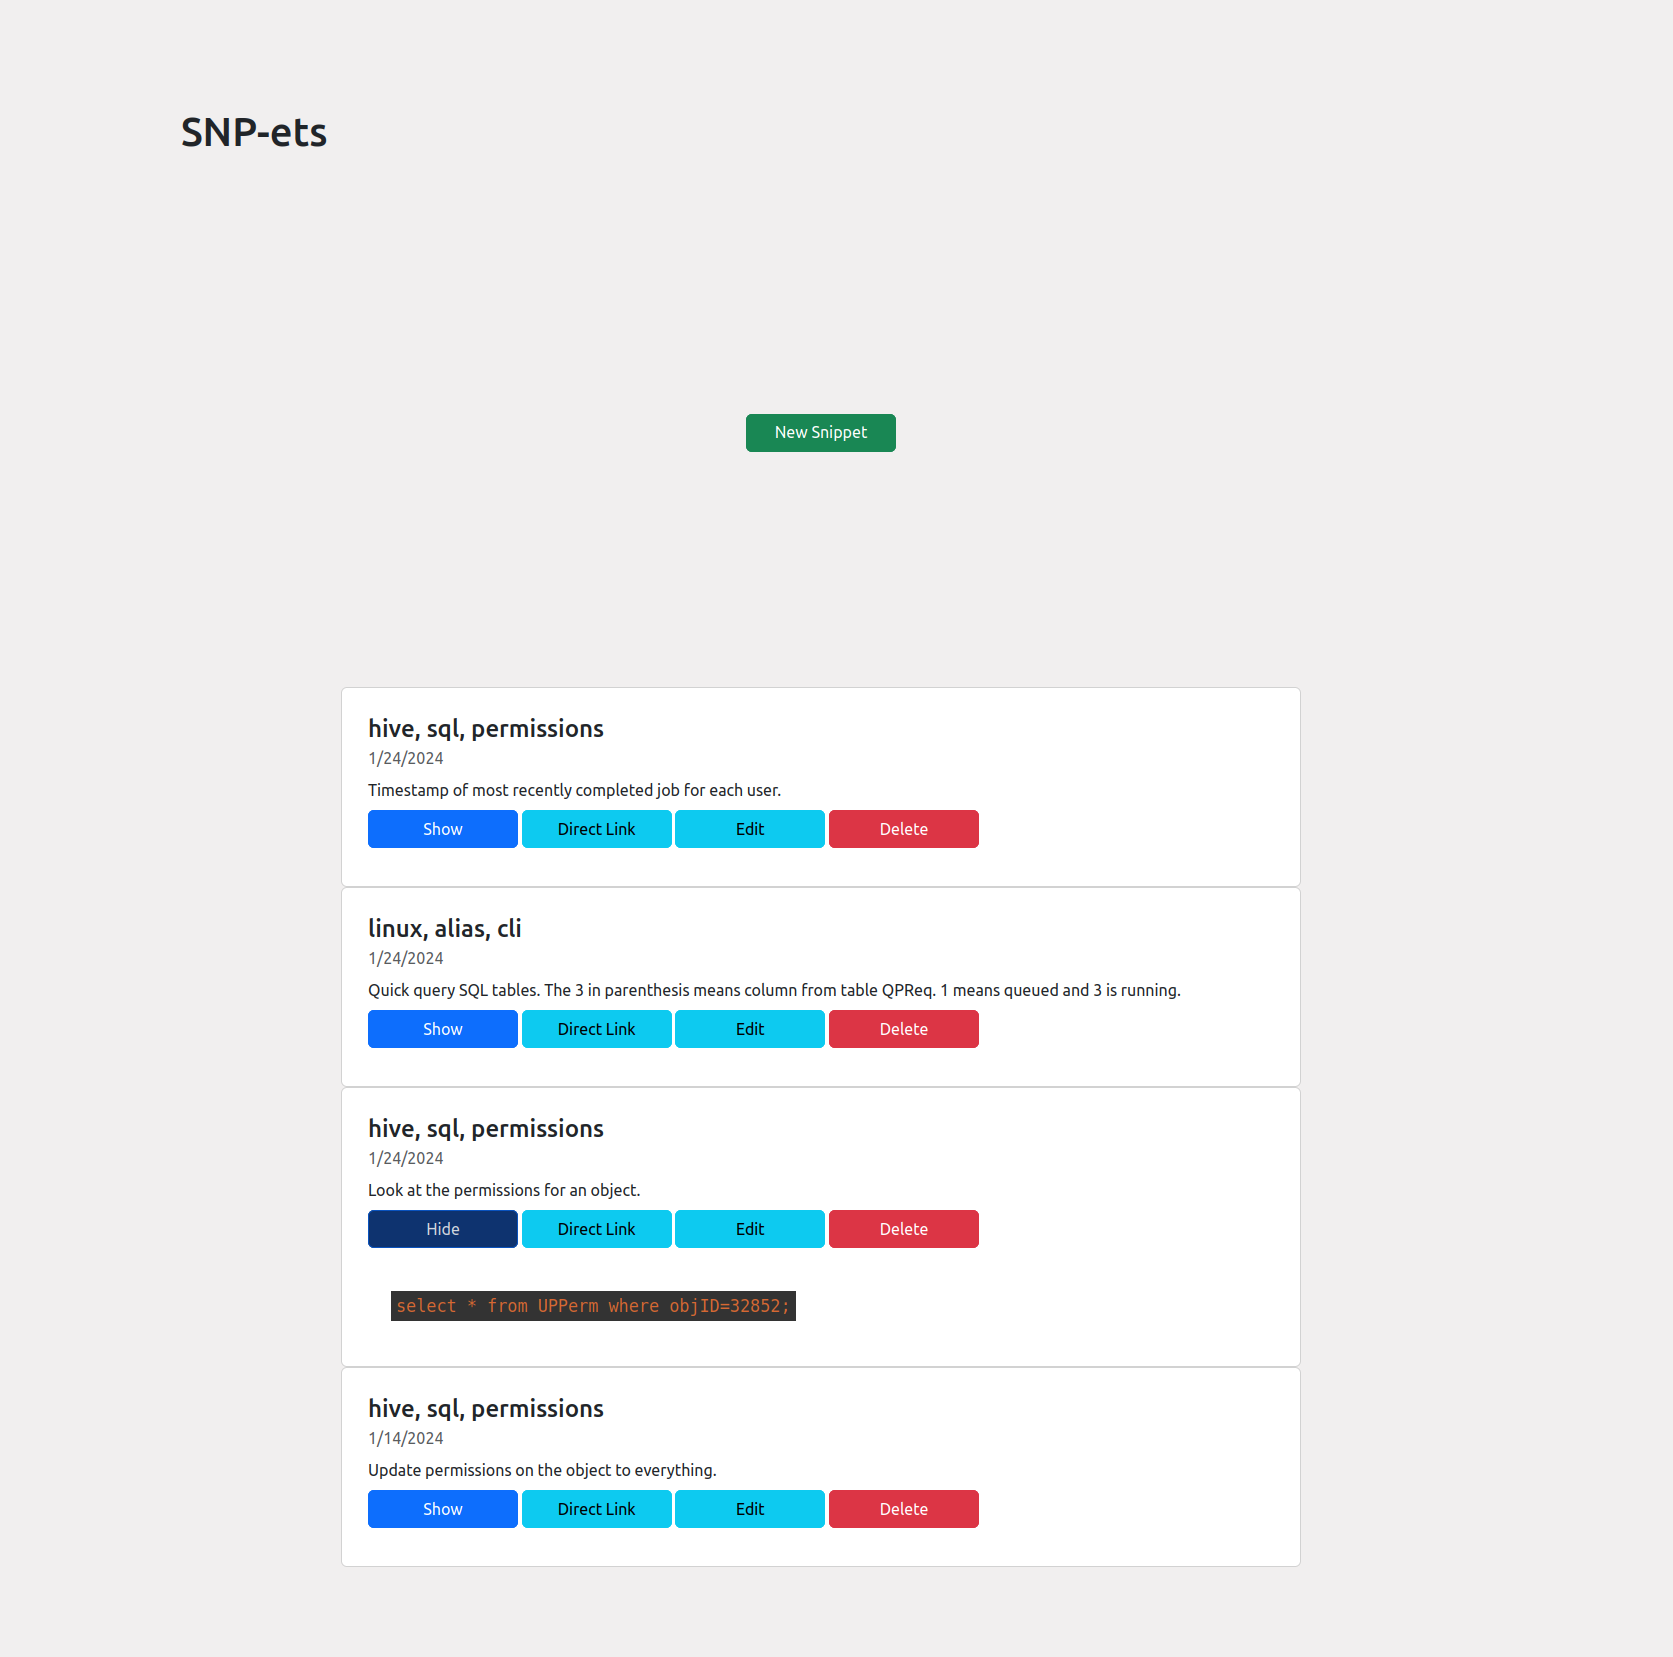 SNP-ets
New Snippet
hive, sql, permissions
1/24/2024
Timestamp of most recently completed job for each user.
Show Direct Link Edit Delete
linux, alias, cli
1/24/2024
Quick query SQL tables. The 3 in parenthesis means column from table QPReq. 1 means queued and 3 is running.
Show Direct Link Edit Delete
hive, sql, permissions
1/24/2024
Look at the permissions for an object.
Hide Direct Link Edit Delete
select * from UPPerm where objID=32852;
hive, sql, permissions
1/14/2024
Update permissions on the object to everything.
Show Direct Link Edit Delete